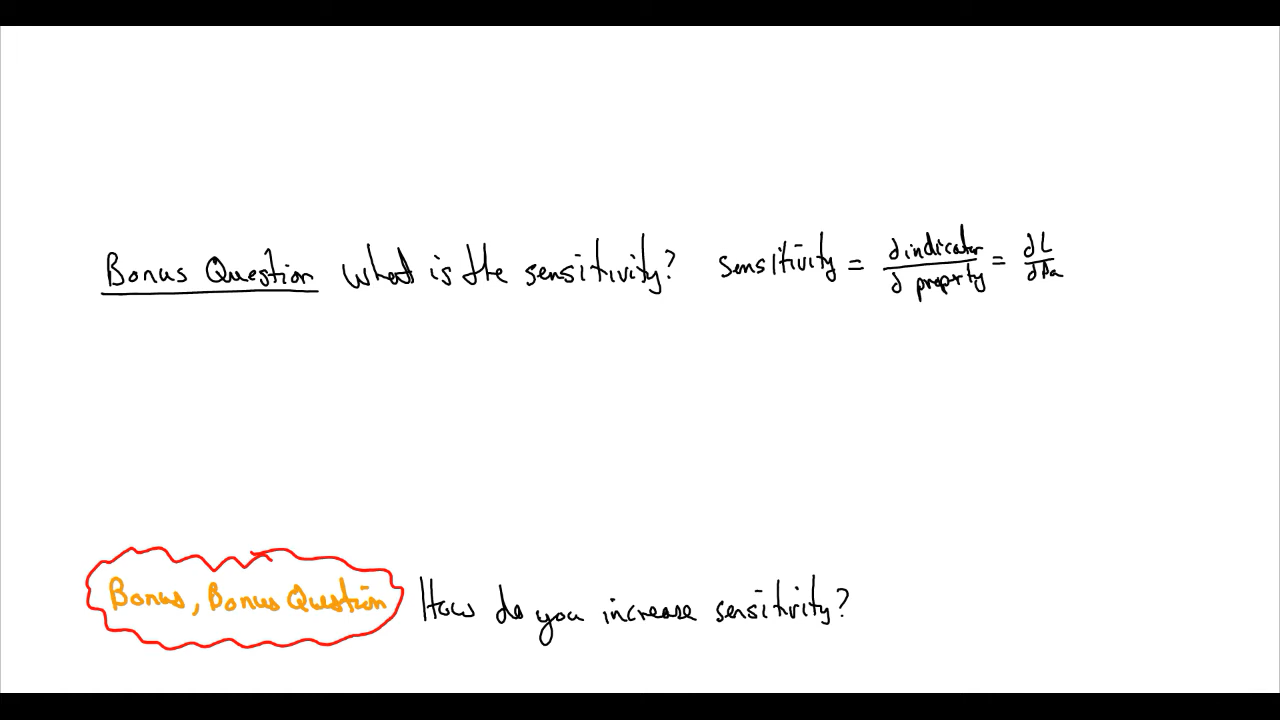 Bonus Question What is the sensitivity? sensitivity = ∂ indicator / ∂ property = ∂L / ∂Pa
Bonus, Bonus Question How do you increase sensitivity?